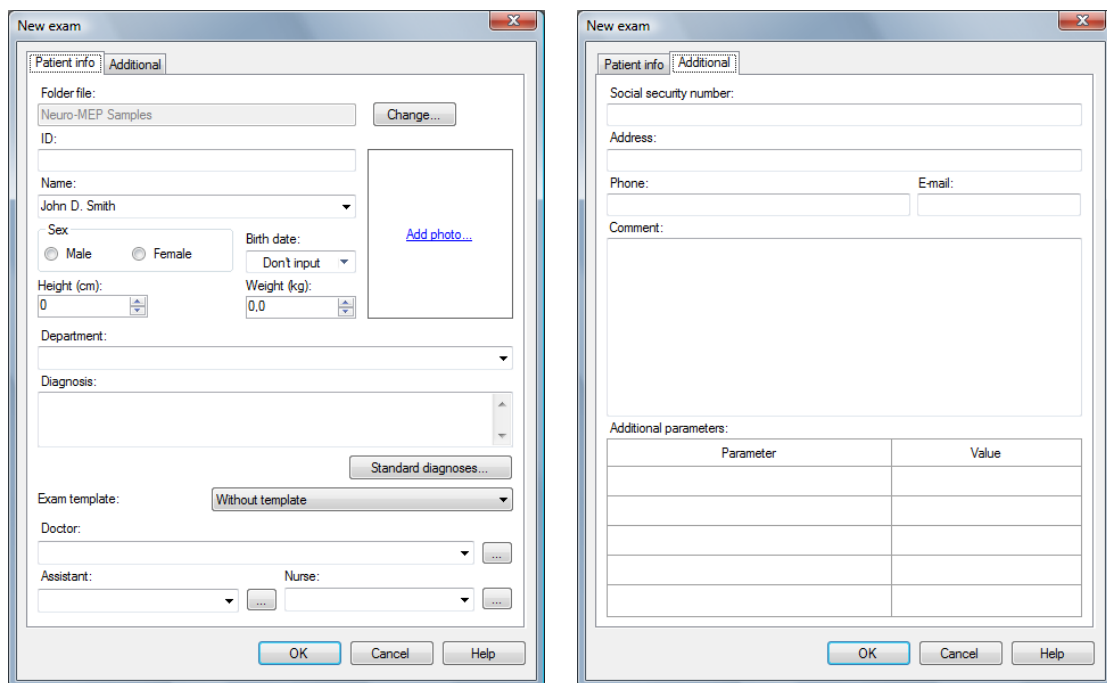 New exam
Patient info Additional
Folder file:
Neuro-MEP Samples Change...
ID:
Name:
John D. Smith
Add photo...
Sex
Male Female
Birth date:
Don't input
Height (cm): Weight (kg):
0 0,0
Department:
Diagnosis:
Standard diagnoses...
Exam template: Without template
Doctor:
...
Assistant: Nurse:
... ...
OK Cancel Help
New exam
Patient info Additional
Social security number:
Address:
Phone: E-mail:
Comment:
Additional parameters:
Parameter Value
OK Cancel Help